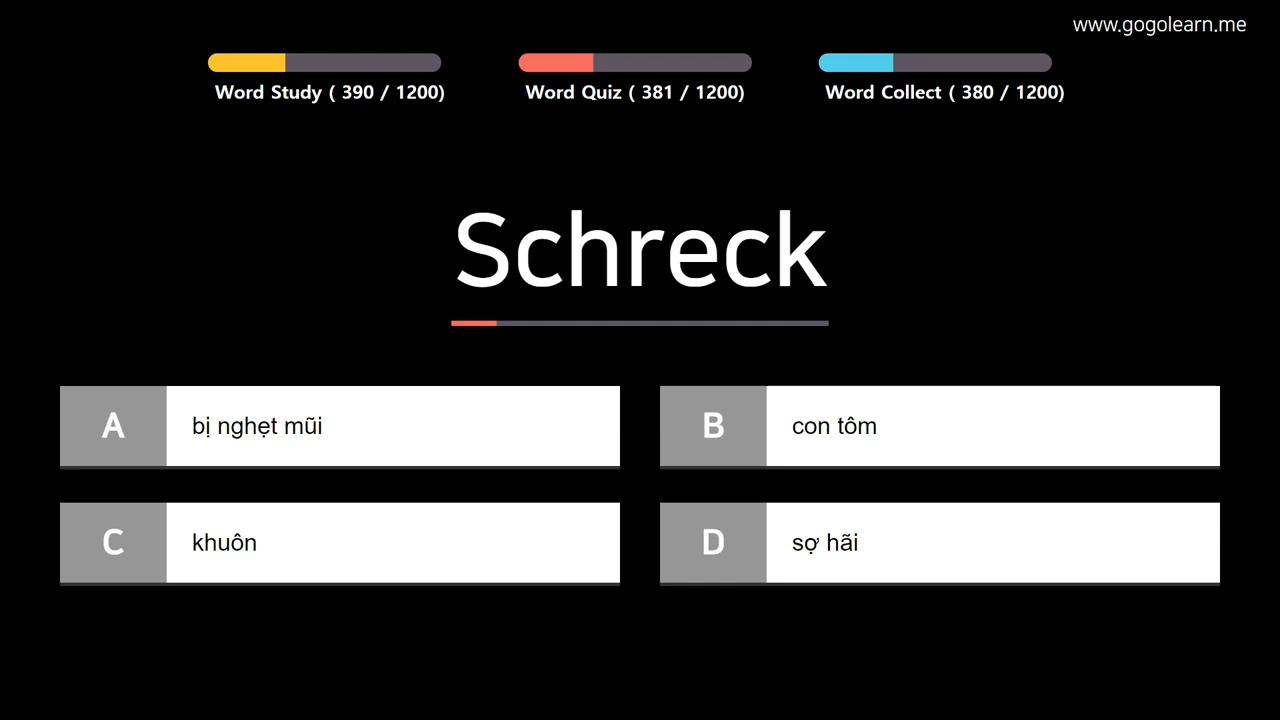 www.gogolearn.me
Word Study ( 390 / 1200)
Word Quiz ( 381 / 1200)
Word Collect ( 380 / 1200)
Schreck
A
bị nghẹt mũi
B
con tôm
C
khuôn
D
sợ hãi